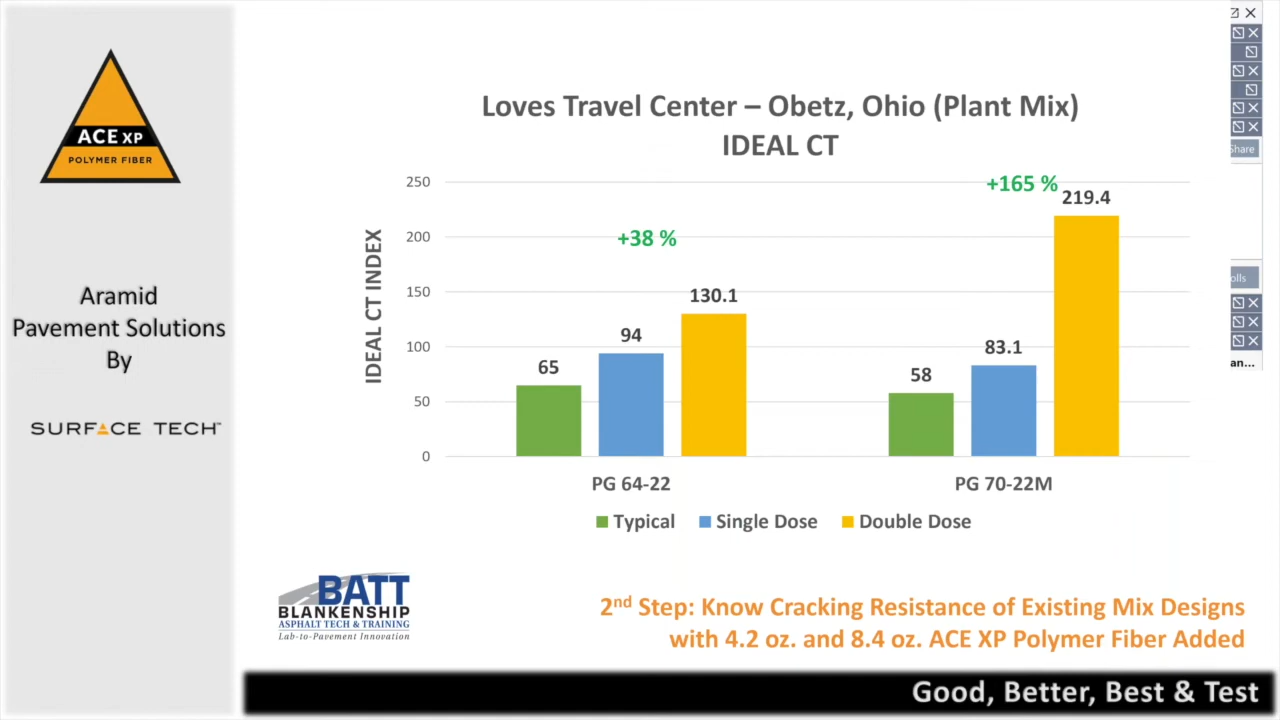 ACE XP
POLYMER FIBER
Aramid
Pavement Solutions
By
SURFACE TECH™
Loves Travel Center – Obetz, Ohio (Plant Mix)
IDEAL CT
IDEAL CT INDEX
250
200
150
100
50
0
+38 %
+165 %
65
94
130.1
58
83.1
219.4
PG 64-22
PG 70-22M
Typical
Single Dose
Double Dose
BATT
BLANKENSHIP
ASPHALT TECH & TRAINING
Lab-to-Pavement Innovation
2nd Step: Know Cracking Resistance of Existing Mix Designs
with 4.2 oz. and 8.4 oz. ACE XP Polymer Fiber Added
Good, Better, Best & Test
Share
olls
an...